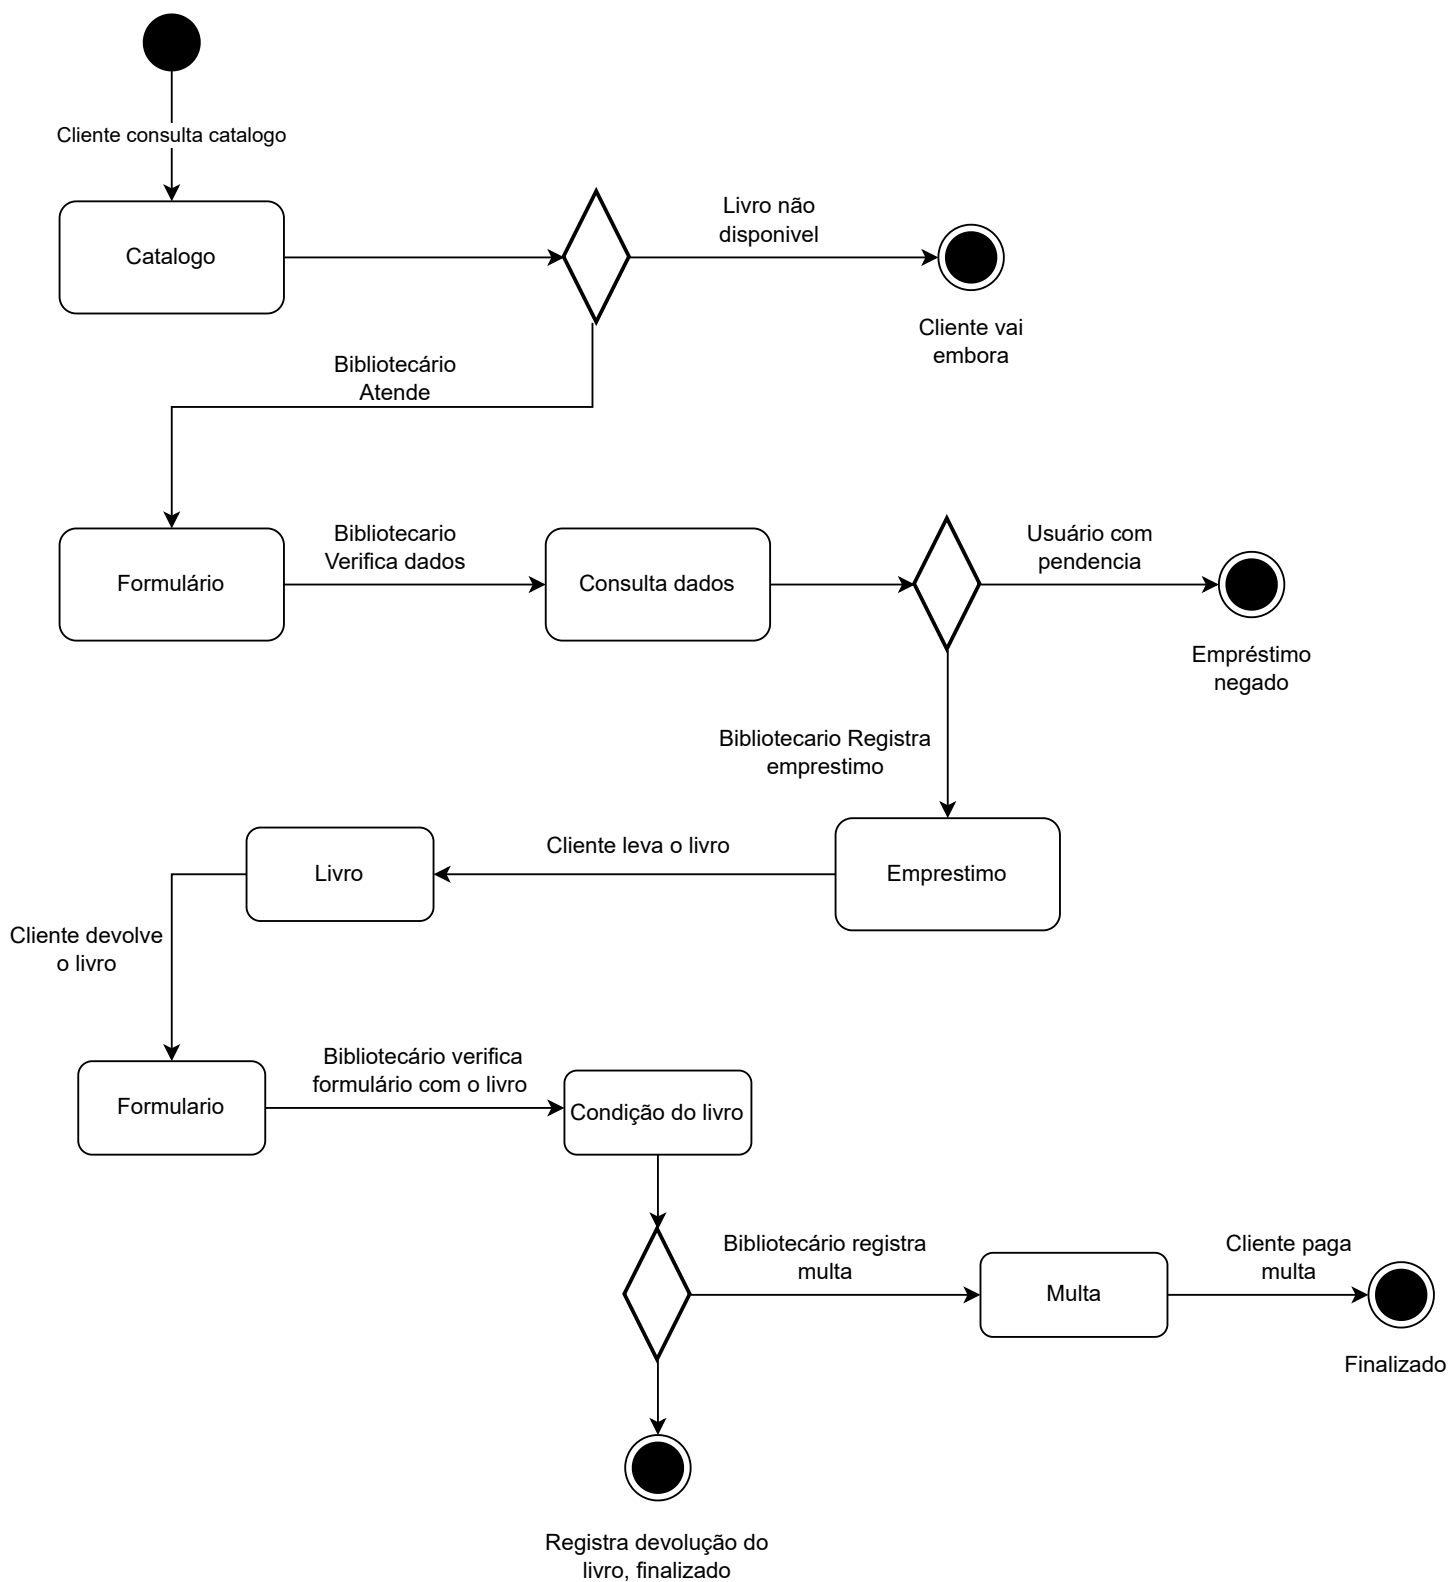 Cliente consulta catalogo
Catalogo
Livro não
disponivel
Cliente vai
embora
Bibliotecário
Atende
Formulário
Bibliotecario
Verifica dados
Consulta dados
Usuário com
pendencia
Empréstimo
negado
Bibliotecario Registra
emprestimo
Emprestimo
Cliente leva o livro
Livro
Cliente devolve
o livro
Formulario
Bibliotecário verifica
formulário com o livro
Condição do livro
Bibliotecário registra
multa
Multa
Cliente paga
multa
Finalizado
Registra devolução do
livro, finalizado